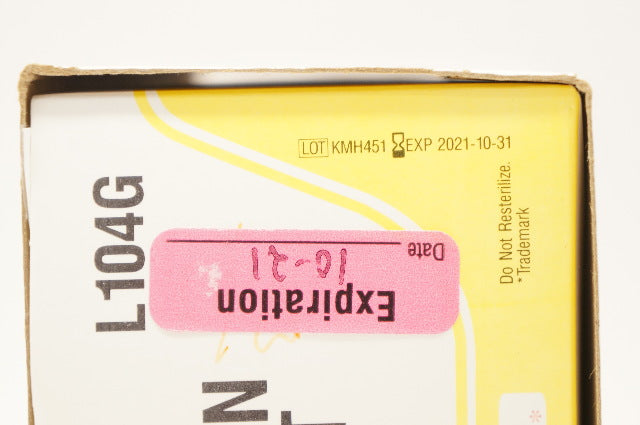 LOT KMH451 EXP 2021-10-31
Do Not Resterilize.
*Trademark
L104G
Expiration
Date 10-21
N